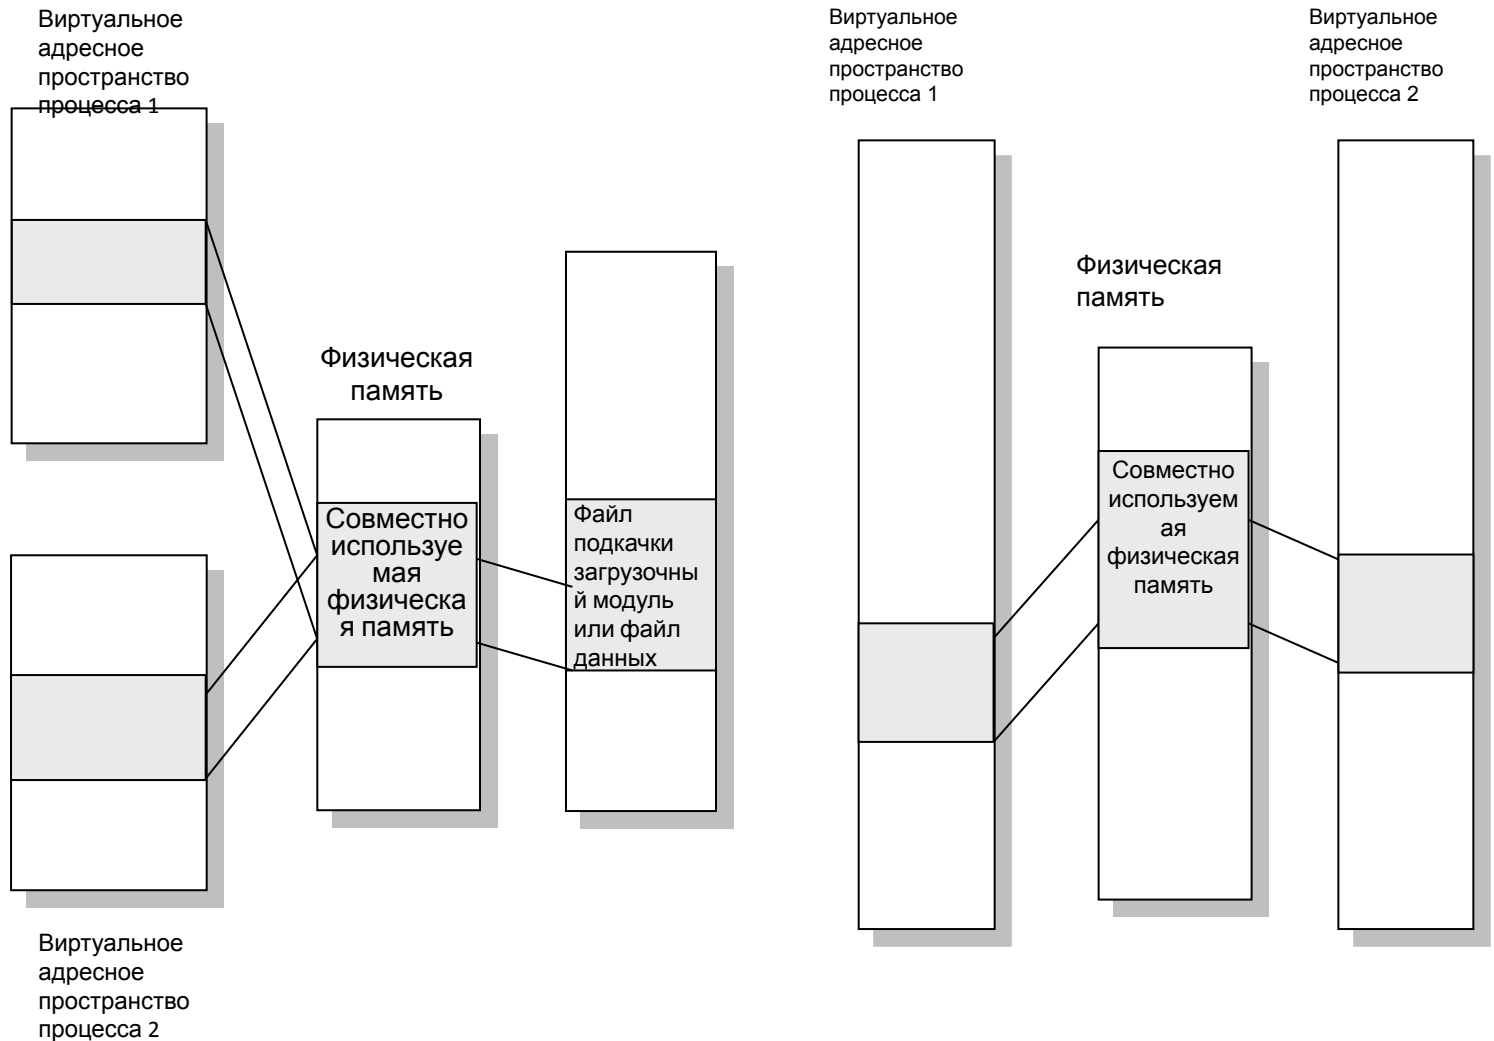 Виртуальное
адресное
пространство
процесса 1
Физическая
память
Совместно
используе
мая
физическа
я память
Файл
подкачки
загрузочны
й модуль
или файл
данных
Виртуальное
адресное
пространство
процесса 2
Виртуальное
адресное
пространство
процесса 1
Физическая
память
Совместно
используем
ая
физическая
память
Виртуальное
адресное
пространство
процесса 2